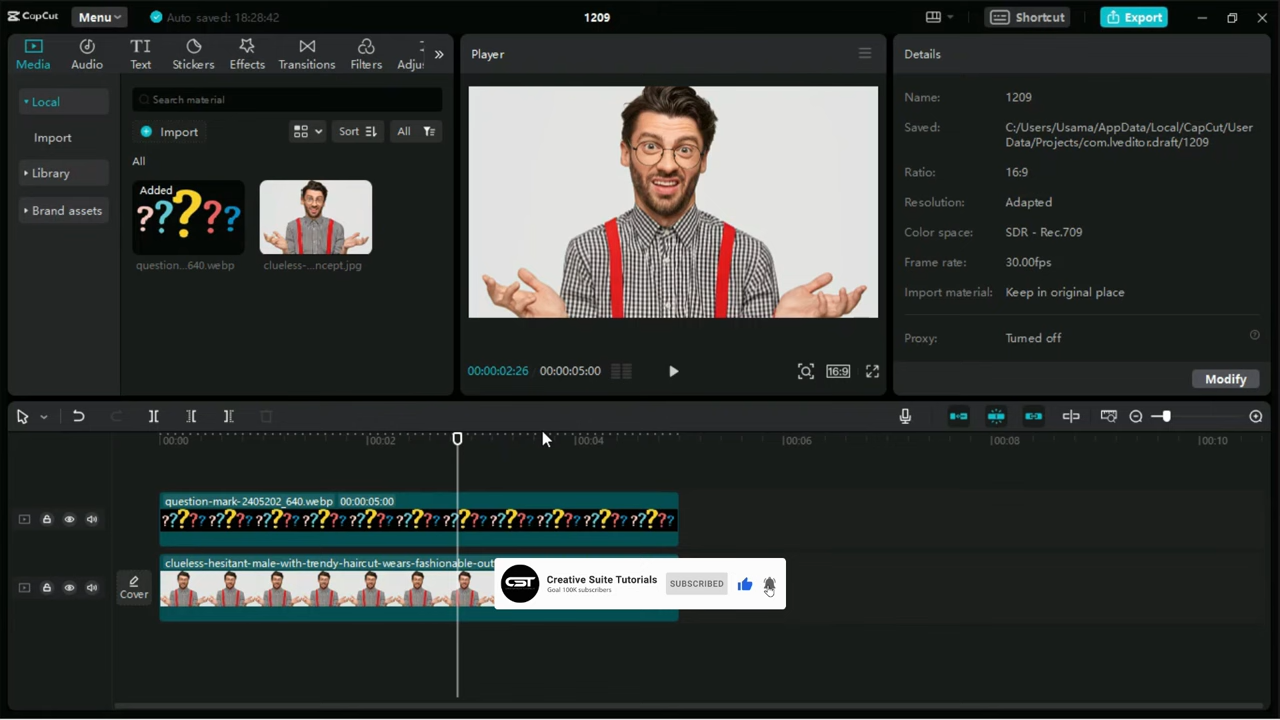 CapCut
Menu
Auto saved: 18:28:42
1209
Shortcut
Export
Media
Audio
Text
Stickers
Effects
Transitions
Filters
Adju
Local
Import
Library
Brand assets
Search material
Import
Sort
All
All
Added
question...640.webp
clueless-...ncept.jpg
Player
00:00:02:26
00:00:05:00
16:9
Details
Name: 1209
Saved: C:/Users/Usama/AppData/Local/CapCut/User
Data/Projects/com.lveditor.draft/1209
Ratio: 16:9
Resolution: Adapted
Color space: SDR - Rec.709
Frame rate: 30.00fps
Import material: Keep in original place
Proxy: Turned off
Modify
00:00
00:02
00:04
00:06
00:08
00:10
question-mark-2405202_640.webp 00:00:05:00
Cover
clueless-hesitant-male-with-trendy-haircut-wears-fashionable-out
CST
Creative Suite Tutorials
Goal 100K subscribers
SUBSCRIBED